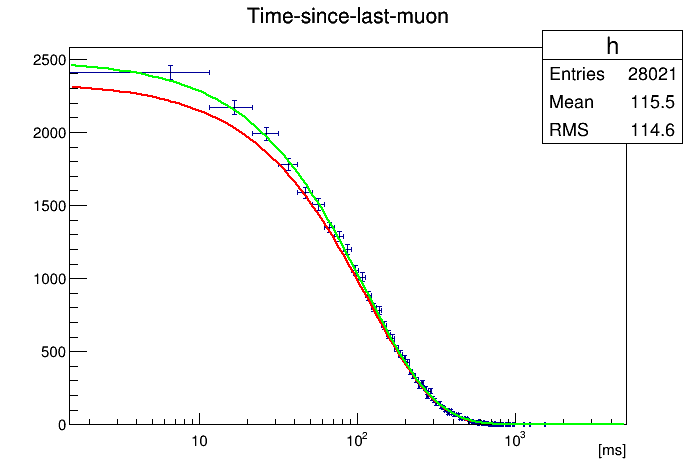 Time-since-last-muon
h
Entries 28021
Mean 115.5
RMS 114.6
2500
2000
1500
1000
500
0
10 10² 10³
[ms]